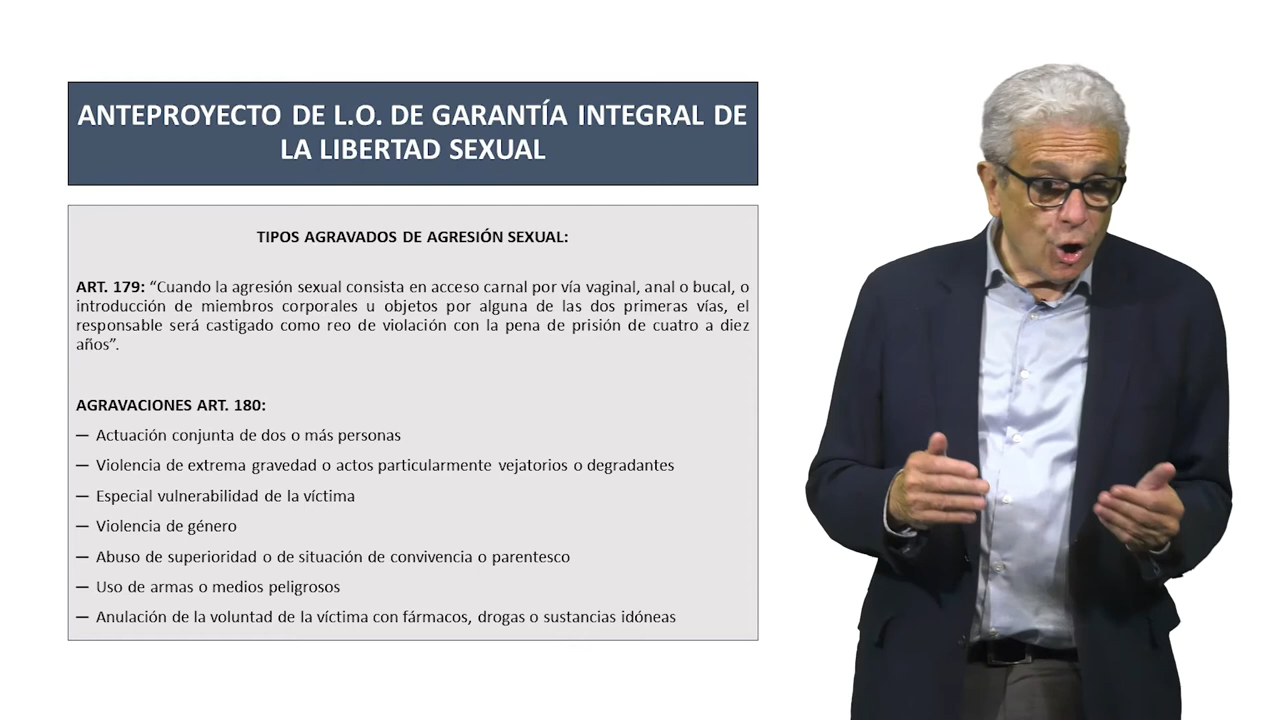 ANTEPROYECTO DE L.O. DE GARANTÍA INTEGRAL DE
LA LIBERTAD SEXUAL
TIPOS AGRAVADOS DE AGRESIÓN SEXUAL:
ART. 179: “Cuando la agresión sexual consista en acceso carnal por vía vaginal, anal o bucal, o
introducción de miembros corporales u objetos por alguna de las dos primeras vías, el
responsable será castigado como reo de violación con la pena de prisión de cuatro a diez
años”.
AGRAVACIONES ART. 180:
— Actuación conjunta de dos o más personas
— Violencia de extrema gravedad o actos particularmente vejatorios o degradantes
— Especial vulnerabilidad de la víctima
— Violencia de género
— Abuso de superioridad o de situación de convivencia o parentesco
— Uso de armas o medios peligrosos
— Anulación de la voluntad de la víctima con fármacos, drogas o sustancias idóneas